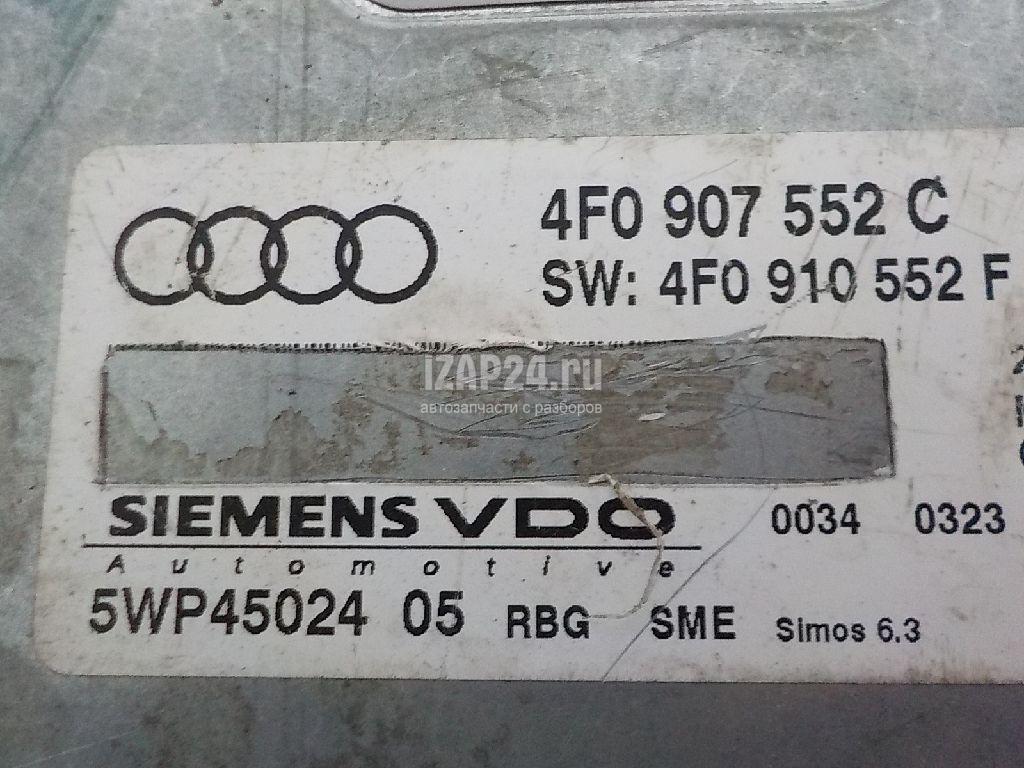 4F0 907 552 C
SW: 4F0 910 552 F
iZAP24.ru
автозапчасти с разборов
SIEMENS VDO 0034 0323
Automotive
5WP45024 05 RBG SME Simos 6.3